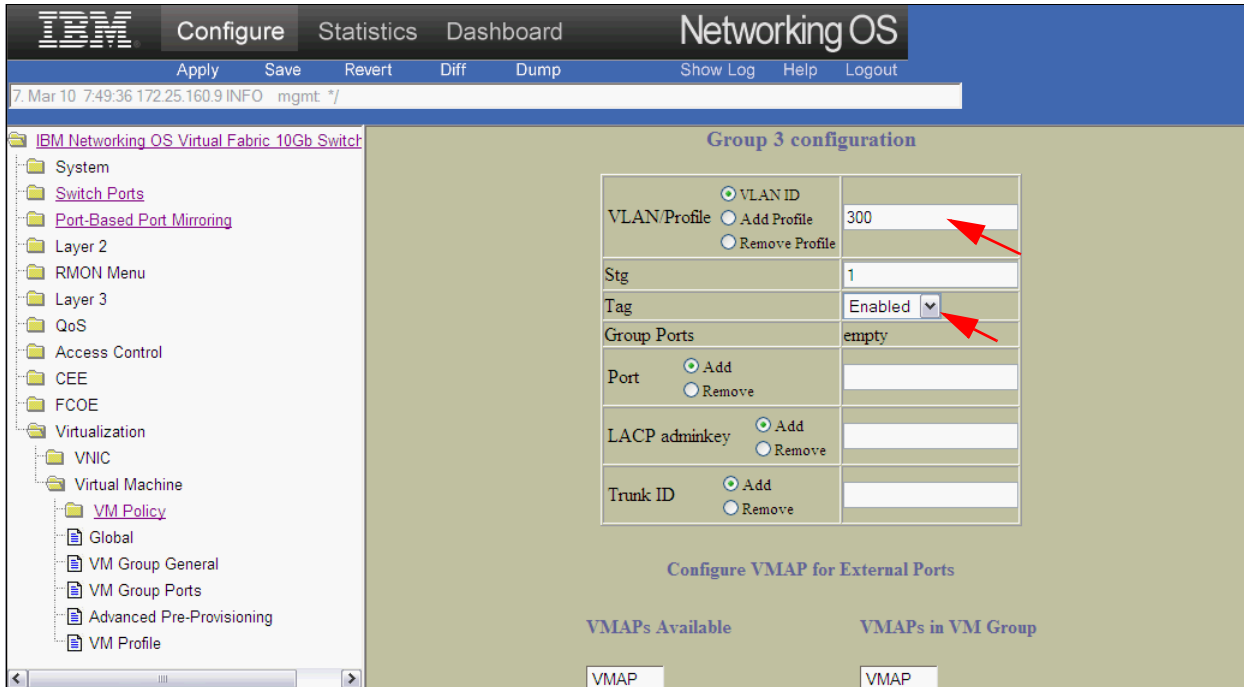 IBM Configure Statistics Dashboard Networking OS
Apply Save Revert Diff Dump Show Log Help Logout
7. Mar 10 7:49:36 172.25.160.9 INFO mgmt: */
IBM Networking OS Virtual Fabric 10Gb Switch
System
Switch Ports
Port-Based Port Mirroring
Layer 2
RMON Menu
Layer 3
QoS
Access Control
CEE
FCOE
Virtualization
VNIC
Virtual Machine
VM Policy
Global
VM Group General
VM Group Ports
Advanced Pre-Provisioning
VM Profile
Group 3 configuration
VLAN/Profile
VLAN ID
Add Profile
Remove Profile
300
Stg 1
Tag Enabled
Group Ports empty
Port
Add
Remove
LACP adminkey
Add
Remove
Trunk ID
Add
Remove
Configure VMAP for External Ports
VMAPs Available VMAPs in VM Group
VMAP VMAP